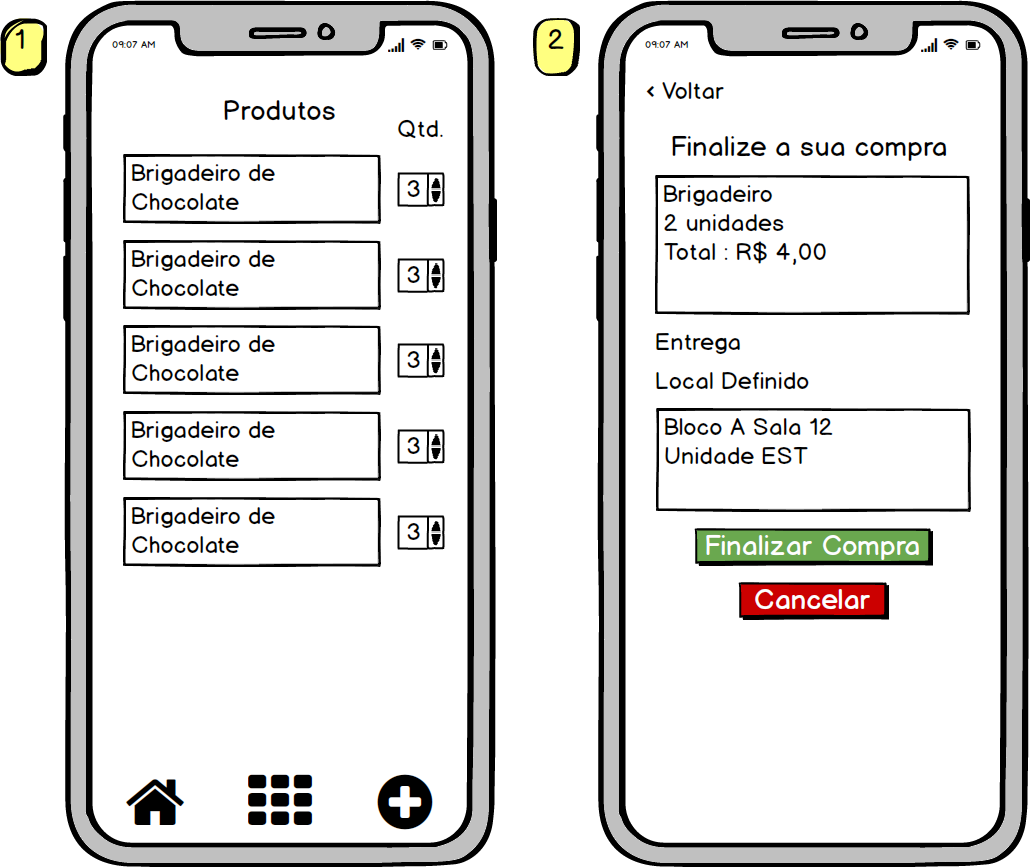 1
09:07 AM
Produtos
Qtd.
Brigadeiro de
Chocolate
3
Brigadeiro de
Chocolate
3
Brigadeiro de
Chocolate
3
Brigadeiro de
Chocolate
3
Brigadeiro de
Chocolate
3
2
09:07 AM
< Voltar
Finalize a sua compra
Brigadeiro
2 unidades
Total : R$ 4,00
Entrega
Local Definido
Bloco A Sala 12
Unidade EST
Finalizar Compra
Cancelar